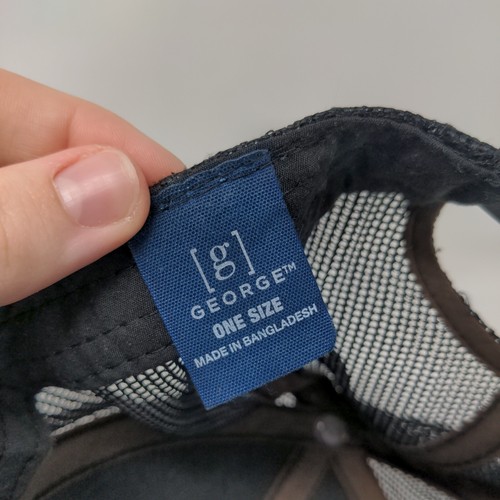 [g]
GEORGE™
ONE SIZE
MADE IN BANGLADESH